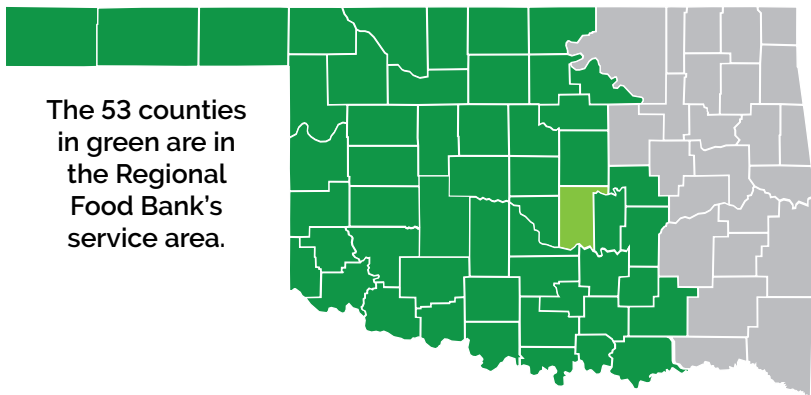 The 53 counties
in green are in
the Regional
Food Bank's
service area.